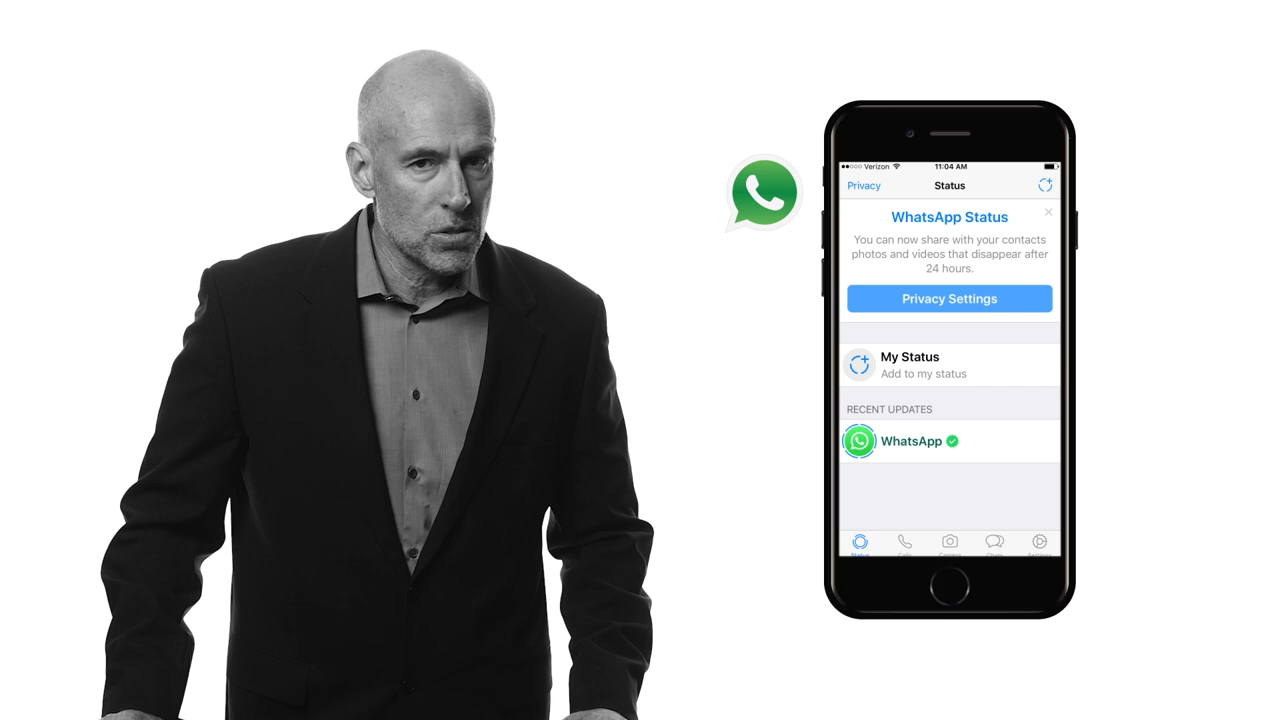 Verizon
11:04 AM
Privacy
Status
WhatsApp Status
You can now share with your contacts
photos and videos that disappear after
24 hours.
Privacy Settings
My Status
Add to my status
RECENT UPDATES
WhatsApp